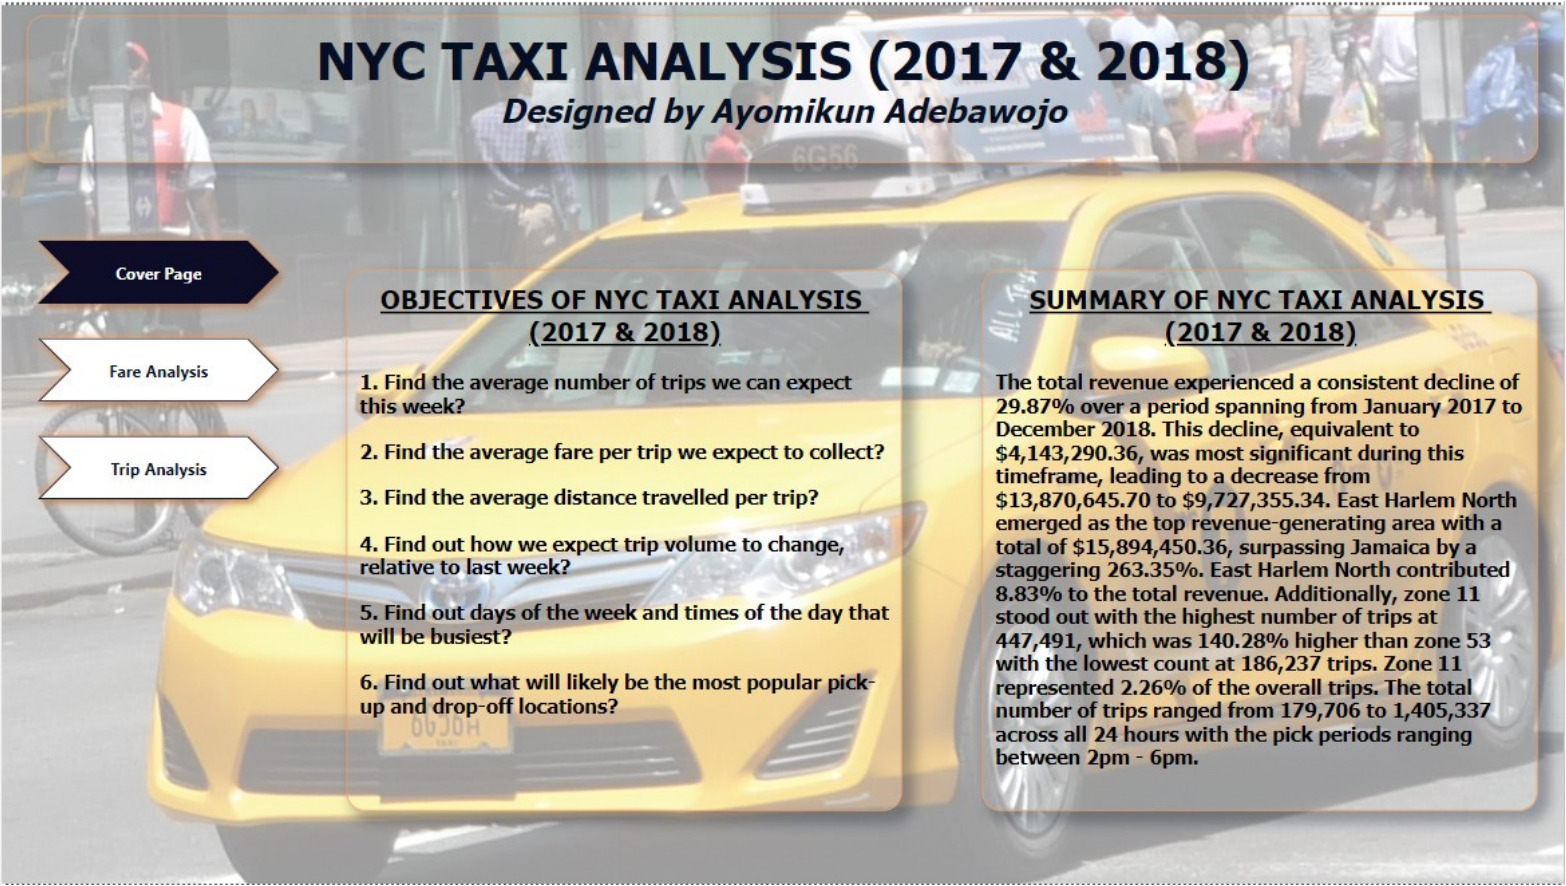 NYC TAXI ANALYSIS (2017 & 2018)
Designed by Ayomikun Adebawojo
6G56
Cover Page
Fare Analysis
Trip Analysis
OBJECTIVES OF NYC TAXI ANALYSIS
(2017 & 2018)
1. Find the average number of trips we can expect
this week?
2. Find the average fare per trip we expect to collect?
3. Find the average distance travelled per trip?
4. Find out how we expect trip volume to change,
relative to last week?
5. Find out days of the week and times of the day that
will be busiest?
6. Find out what will likely be the most popular pick-
up and drop-off locations?
6G56H
SUMMARY OF NYC TAXI ANALYSIS
(2017 & 2018)
The total revenue experienced a consistent decline of
29.87% over a period spanning from January 2017 to
December 2018. This decline, equivalent to
$4,143,290.36, was most significant during this
timeframe, leading to a decrease from
$13,870,645.70 to $9,727,355.34. East Harlem North
emerged as the top revenue-generating area with a
total of $15,894,450.36, surpassing Jamaica by a
staggering 263.35%. East Harlem North contributed
8.83% to the total revenue. Additionally, zone 11
stood out with the highest number of trips at
447,491, which was 140.28% higher than zone 53
with the lowest count at 186,237 trips. Zone 11
represented 2.26% of the overall trips. The total
number of trips ranged from 179,706 to 1,405,337
across all 24 hours with the pick periods ranging
between 2pm - 6pm.